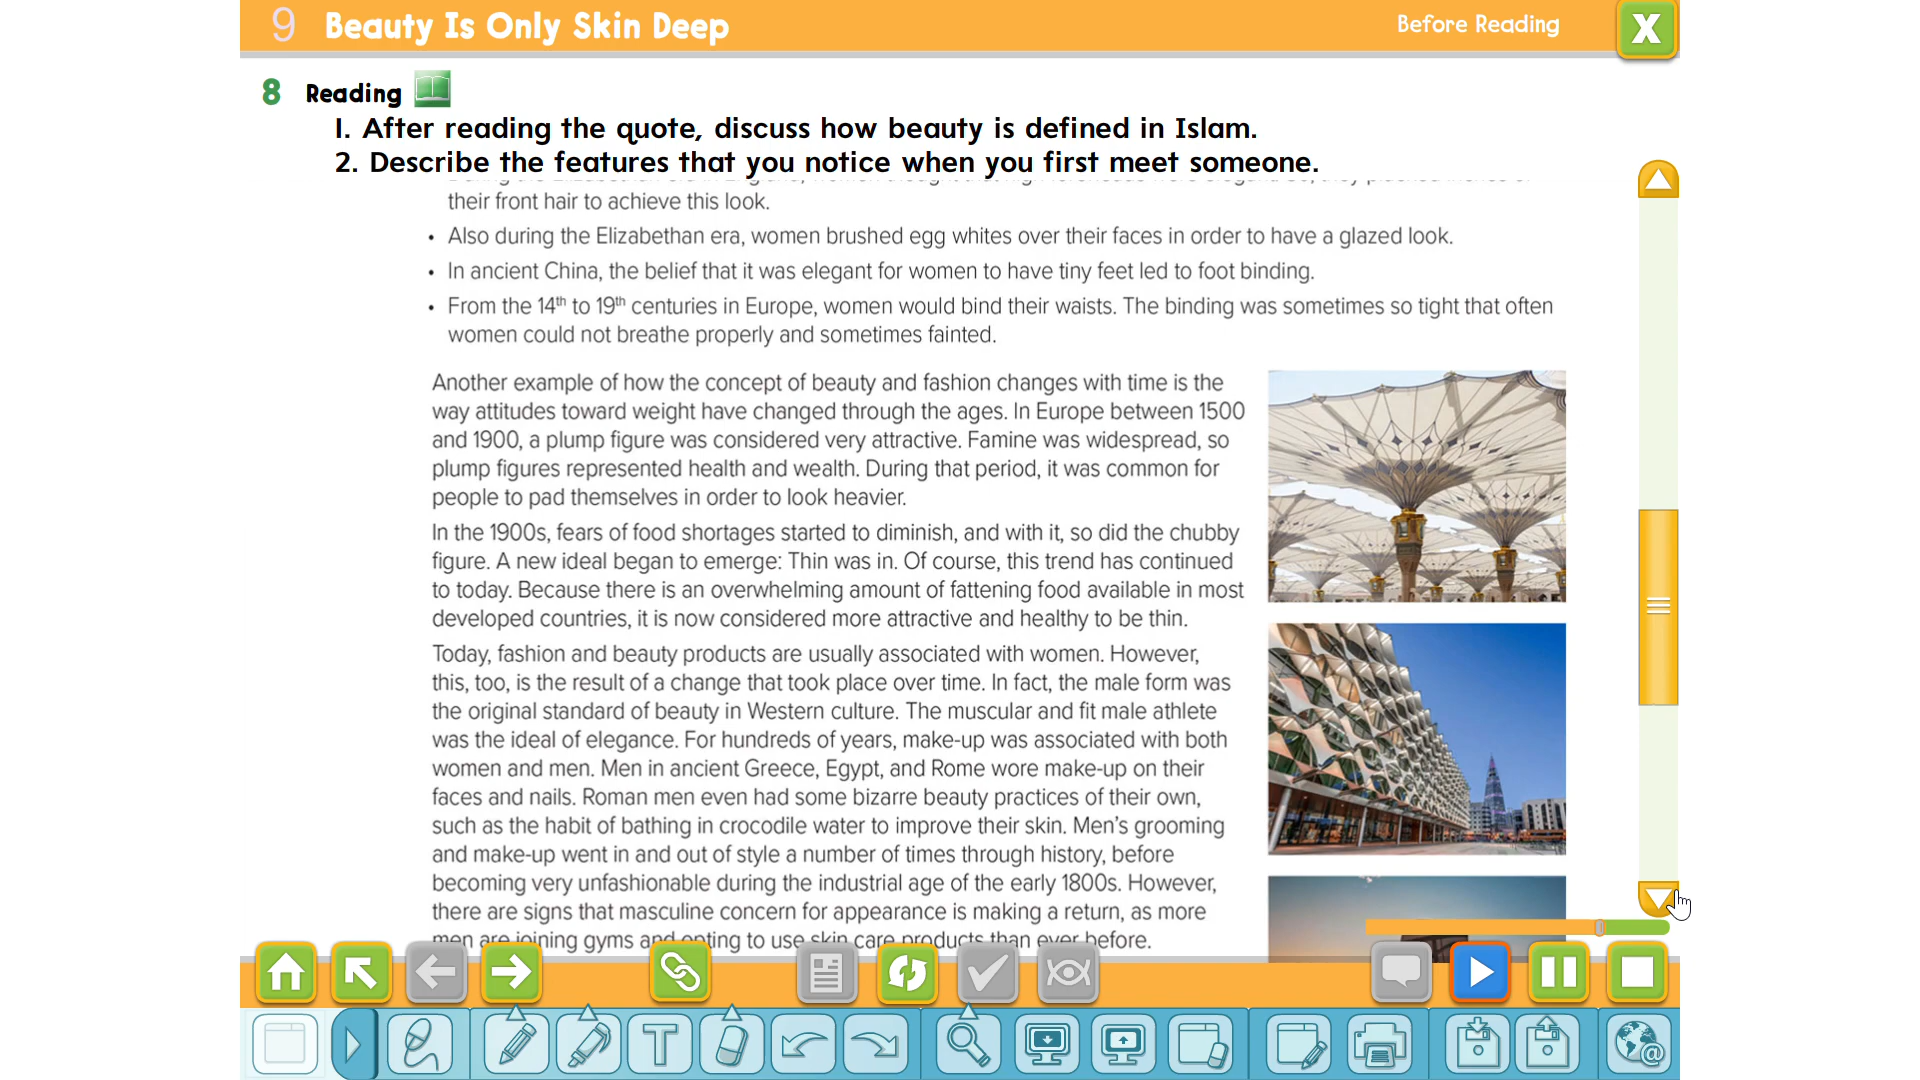 9 Beauty Is Only Skin Deep
Before Reading
X
8 Reading
1. After reading the quote, discuss how beauty is defined in Islam.
2. Describe the features that you notice when you first meet someone.
their front hair to achieve this look.
• Also during the Elizabethan era, women brushed egg whites over their faces in order to have a glazed look.
• In ancient China, the belief that it was elegant for women to have tiny feet led to foot binding.
• From the 14th to 19th centuries in Europe, women would bind their waists. The binding was sometimes so tight that often
women could not breathe properly and sometimes fainted.
Another example of how the concept of beauty and fashion changes with time is the
way attitudes toward weight have changed through the ages. In Europe between 1500
and 1900, a plump figure was considered very attractive. Famine was widespread, so
plump figures represented health and wealth. During that period, it was common for
people to pad themselves in order to look heavier.
In the 1900s, fears of food shortages started to diminish, and with it, so did the chubby
figure. A new ideal began to emerge: Thin was in. Of course, this trend has continued
to today. Because there is an overwhelming amount of fattening food available in most
developed countries, it is now considered more attractive and healthy to be thin.
Today, fashion and beauty products are usually associated with women. However,
this, too, is the result of a change that took place over time. In fact, the male form was
the original standard of beauty in Western culture. The muscular and fit male athlete
was the ideal of elegance. For hundreds of years, make-up was associated with both
women and men. Men in ancient Greece, Egypt, and Rome wore make-up on their
faces and nails. Roman men even had some bizarre beauty practices of their own,
such as the habit of bathing in crocodile water to improve their skin. Men's grooming
and make-up went in and out of style a number of times through history, before
becoming very unfashionable during the industrial age of the early 1800s. However,
there are signs that masculine concern for appearance is making a return, as more
men are joining gyms and opting to use skin care products than ever before.
T
@